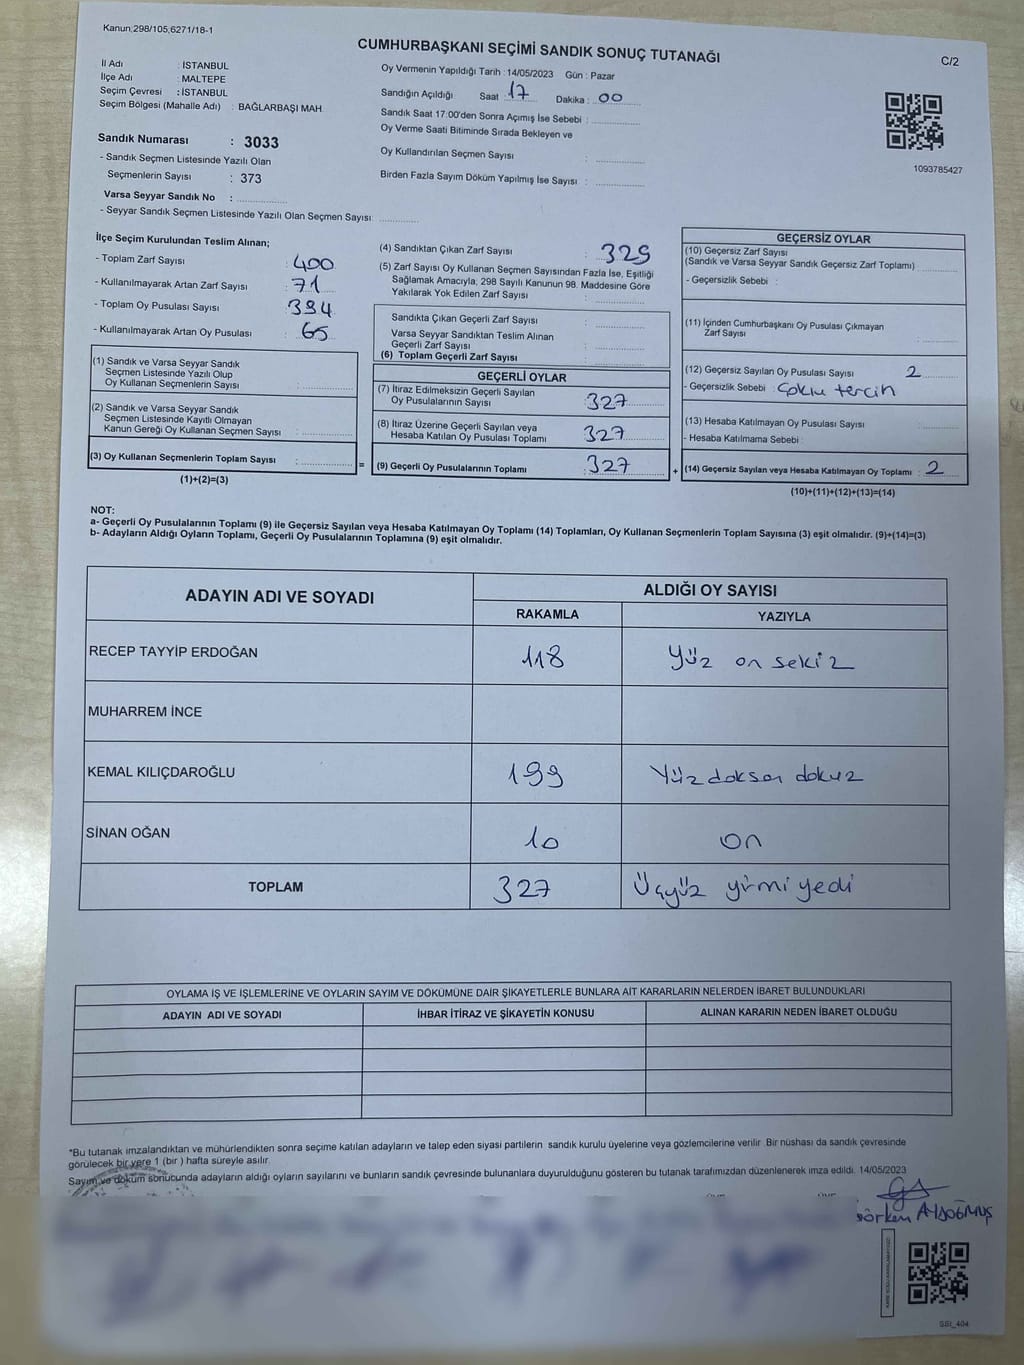 Kanun;298/105,6271/18-1
CUMHURBAŞKANI SEÇİMİ SANDIK SONUÇ TUTANAĞI
C/2
İl Adı : İSTANBUL
İlçe Adı : MALTEPE
Seçim Çevresi : İSTANBUL
Seçim Bölgesi (Mahalle Adı) : BAĞLARBAŞI MAH.
Oy Vermenin Yapıldığı Tarih : 14/05/2023 Gün : Pazar
Sandığın Açıldığı Saat : 17 Dakika : 00
Sandık Saat 17:00'den Sonra Açımış İse Sebebi :
Oy Verme Saati Bitiminde Sırada Bekleyen ve
Oy Kullandırılan Seçmen Sayısı :
Birden Fazla Sayım Döküm Yapılmış İse Sayısı :
1093785427
Sandık Numarası : 3033
- Sandık Seçmen Listesinde Yazılı Olan
Seçmenlerin Sayısı : 373
Varsa Seyyar Sandık No :
- Seyyar Sandık Seçmen Listesinde Yazılı Olan Seçmen Sayısı:
İlçe Seçim Kurulundan Teslim Alınan;
- Toplam Zarf Sayısı : 400
- Kullanılmayarak Artan Zarf Sayısı : 71
- Toplam Oy Pusulası Sayısı : 394
- Kullanılmayarak Artan Oy Pusulası : 65
(1) Sandık ve Varsa Seyyar Sandık
Seçmen Listesinde Yazılı Olup
Oy Kullanan Seçmenlerin Sayısı :
(2) Sandık ve Varsa Seyyar Sandık
Seçmen Listesinde Kayıtlı Olmayan
Kanun Gereği Oy Kullanan Seçmen Sayısı :
(3) Oy Kullanan Seçmenlerin Toplam Sayısı :
(1)+(2)=(3)
=
(4) Sandıktan Çıkan Zarf Sayısı : 329
(5) Zarf Sayısı Oy Kullanan Seçmen Sayısından Fazla İse, Eşitliği
Sağlamak Amacıyla; 298 Sayılı Kanunun 98. Maddesine Göre
Yakılarak Yok Edilen Zarf Sayısı :
Sandıkta Çıkan Geçerli Zarf Sayısı :
Varsa Seyyar Sandıktan Teslim Alınan
Geçerli Zarf Sayısı :
(6) Toplam Geçerli Zarf Sayısı :
GEÇERLİ OYLAR
(7) İtiraz Edilmeksizin Geçerli Sayılan
Oy Pusulalarının Sayısı : 327
(8) İtiraz Üzerine Geçerli Sayılan veya
Hesaba Katılan Oy Pusulası Toplamı : 327
(9) Geçerli Oy Pusulalarının Toplamı : 327
+
GEÇERSİZ OYLAR
(10) Geçersiz Zarf Sayısı
(Sandık ve Varsa Seyyar Sandık Geçersiz Zarf Toplamı) :
- Geçersizlik Sebebi :
(11) İçinden Cumhurbaşkanı Oy Pusulası Çıkmayan
Zarf Sayısı :
(12) Geçersiz Sayılan Oy Pusulası Sayısı : 2
- Geçersizlik Sebebi : Çoklu tercih
(13) Hesaba Katılmayan Oy Pusulası Sayısı :
- Hesaba Katılmama Sebebi :
(14) Geçersiz Sayılan veya Hesaba Katılmayan Oy Toplamı : 2
(10)+(11)+(12)+(13)=(14)
NOT:
a- Geçerli Oy Pusulalarının Toplamı (9) ile Geçersiz Sayılan veya Hesaba Katılmayan Oy Toplamı (14) Toplamları, Oy Kullanan Seçmenlerin Toplam Sayısına (3) eşit olmalıdır. (9)+(14)=(3)
b- Adayların Aldığı Oyların Toplamı, Geçerli Oy Pusulalarının Toplamına (9) eşit olmalıdır.
ADAYIN ADI VE SOYADI ALDIĞI OY SAYISI
RAKAMLA YAZIYLA
RECEP TAYYİP ERDOĞAN 118 Yüz on sekiz
MUHARREM İNCE
KEMAL KILIÇDAROĞLU 199 Yüz doksan dokuz
SİNAN OĞAN 10 On
TOPLAM 327 Üçyüz yirmi yedi
OYLAMA İŞ VE İŞLEMLERİNE VE OYLARIN SAYIM VE DÖKÜMÜNE DAİR ŞİKAYETLERLE BUNLARA AİT KARARLARIN NELERDEN İBARET BULUNDUKLARI
ADAYIN ADI VE SOYADI İHBAR İTİRAZ VE ŞİKAYETİN KONUSU ALINAN KARARIN NEDEN İBARET OLDUĞU
*Bu tutanak imzalandıktan ve mühürlendikten sonra seçime katılan adayların ve talep eden siyasi partilerin sandık kurulu üyelerine veya gözlemcilerine verilir. Bir nüshası da sandık çevresinde
görülecek bir yere 1 (bir) hafta süreyle asılır.
Sayım ve döküm sonucunda adayların aldığı oyların sayılarını ve bunların sandık çevresinde bulunanlara duyurulduğunu gösteren bu tutanak tarafımızdan düzenlenerek imza edildi. 14/05/2023
AYDOĞMUŞ
SBI_404